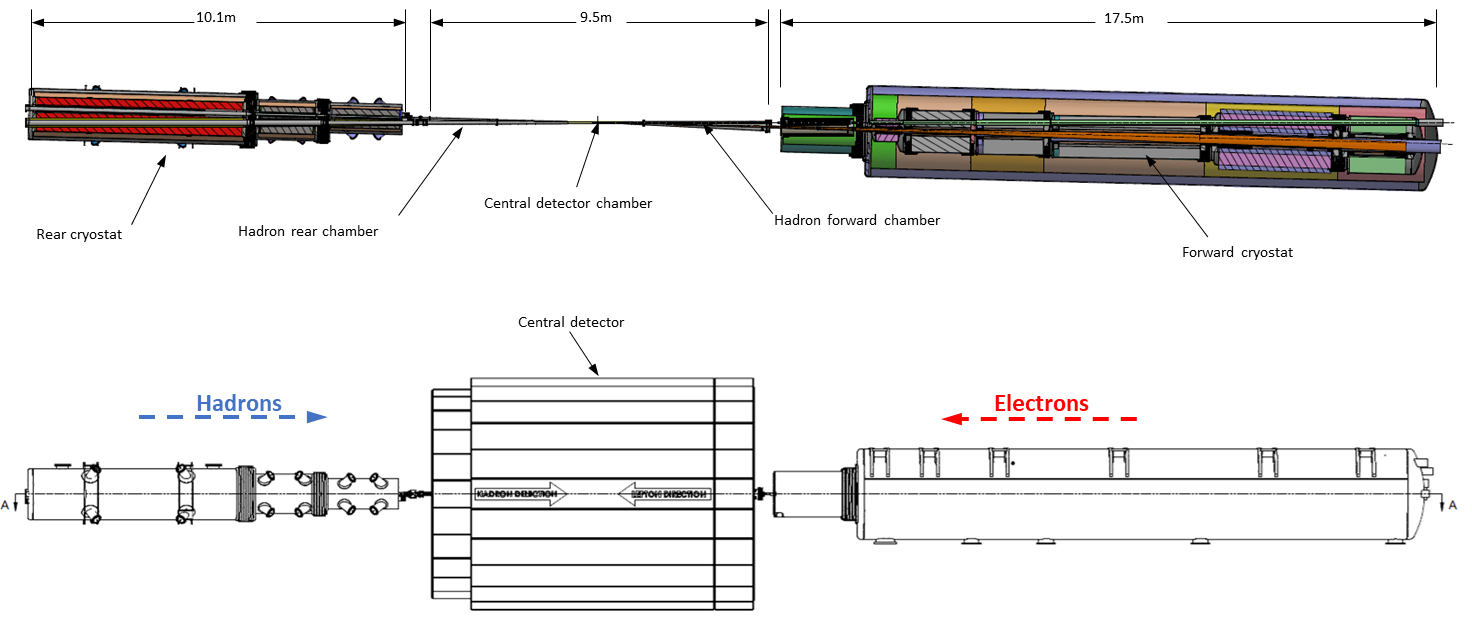 10.1m
9.5m
17.5m
Central detector chamber
Hadron forward chamber
Rear cryostat
Hadron rear chamber
Forward cryostat
Central detector
Hadrons
Electrons
HADRON DIRECTION
LEPTON DIRECTION
A
A